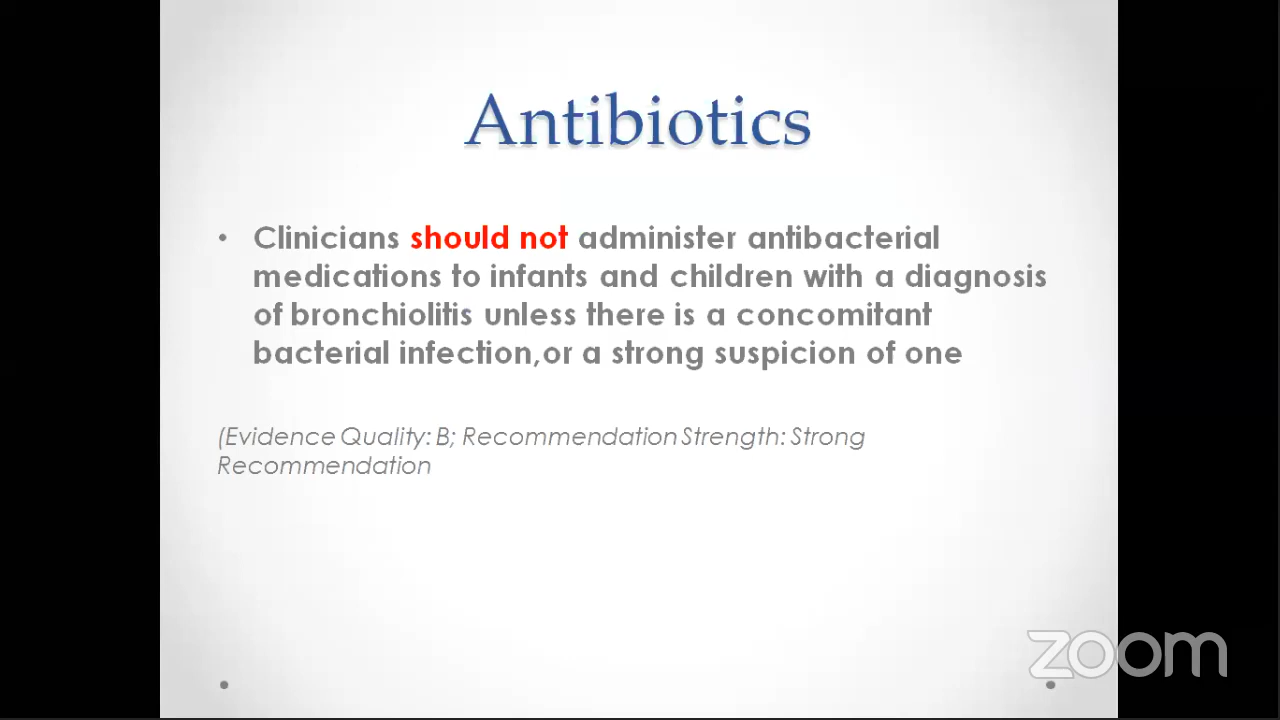 Antibiotics
• Clinicians should not administer antibacterial
medications to infants and children with a diagnosis
of bronchiolitis unless there is a concomitant
bacterial infection,or a strong suspicion of one
(Evidence Quality: B; Recommendation Strength: Strong
Recommendation
zoom